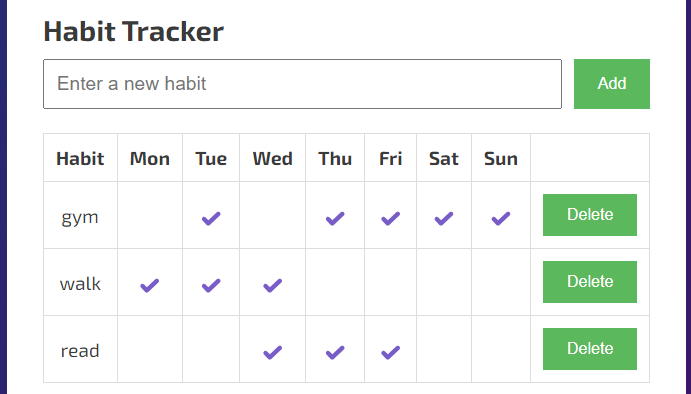 Habit Tracker
Enter a new habit Add
Habit Mon Tue Wed Thu Fri Sat Sun
gym Delete
walk Delete
read Delete